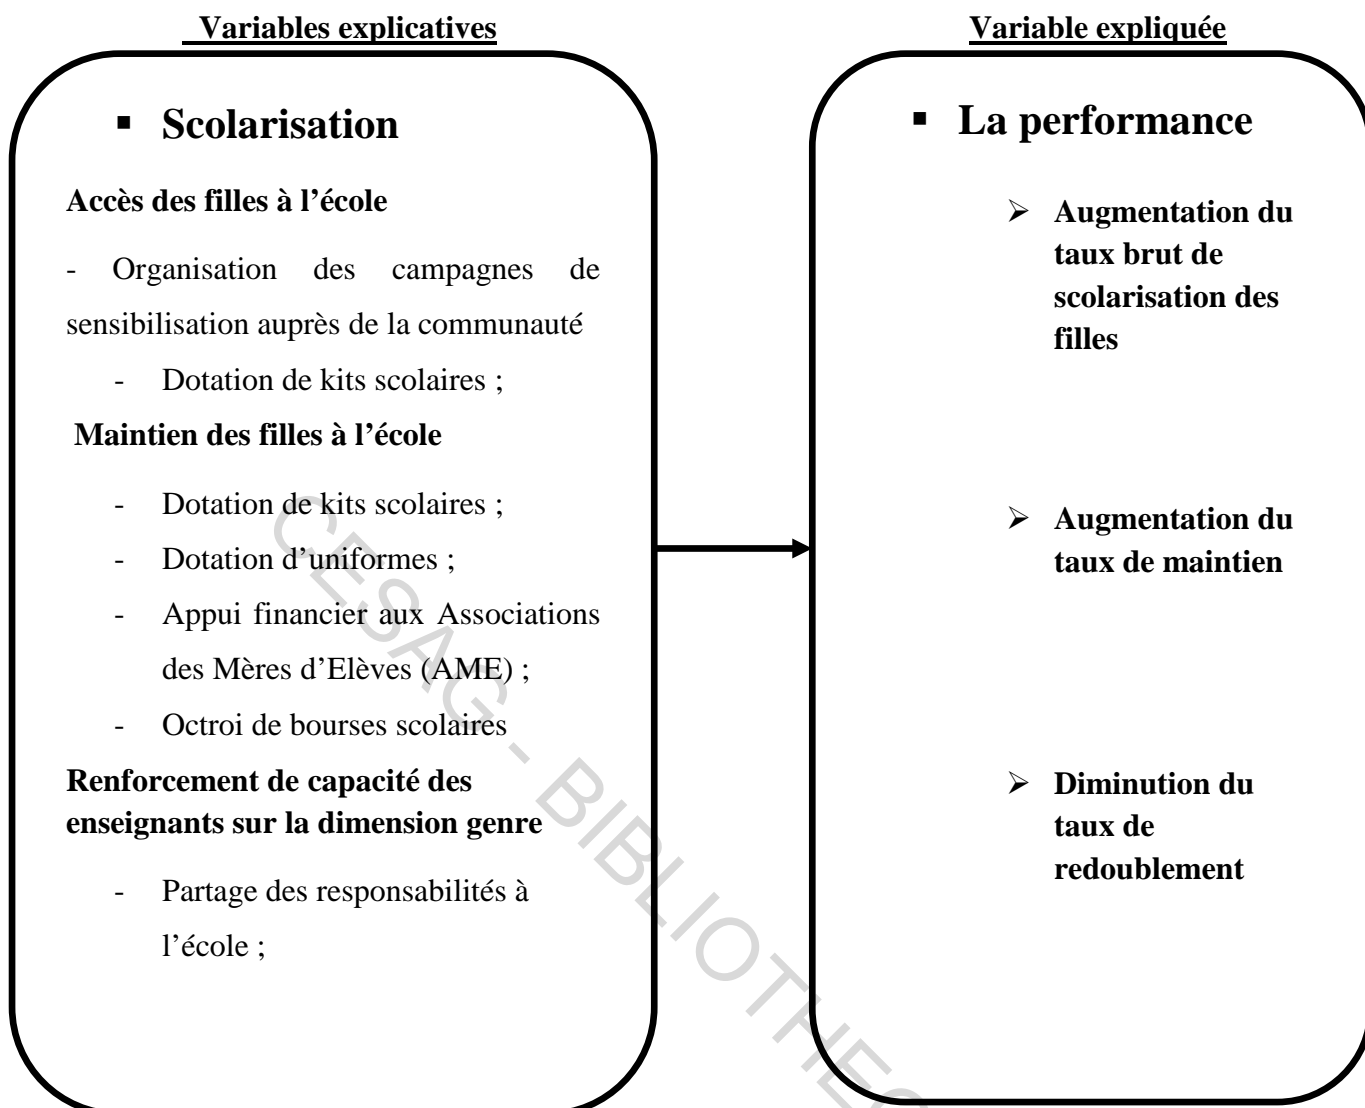 Variables explicatives
▪ Scolarisation
Accès des filles à l'école
- Organisation des campagnes de
sensibilisation auprès de la communauté
- Dotation de kits scolaires ;
Maintien des filles à l'école
- Dotation de kits scolaires ;
- Dotation d'uniformes ;
- Appui financier aux Associations
des Mères d'Elèves (AME) ;
- Octroi de bourses scolaires
Renforcement de capacité des
enseignants sur la dimension genre
- Partage des responsabilités à
l'école ;
Variable expliquée
▪ La performance
➢ Augmentation du
taux brut de
scolarisation des
filles
➢ Augmentation du
taux de maintien
➢ Diminution du
taux de
redoublement
CESAG - BIBLIOTHEQ